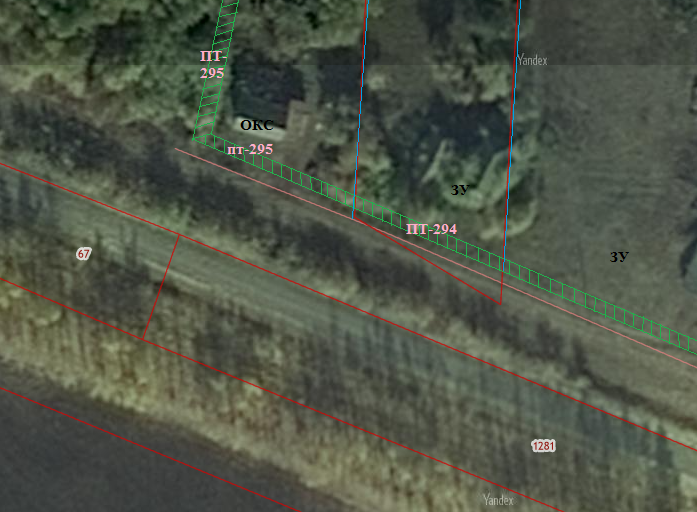 Yandex
ПТ-
295
ОКС
пт-295
ЗУ
ПТ-294
67
ЗУ
1281
Yandex